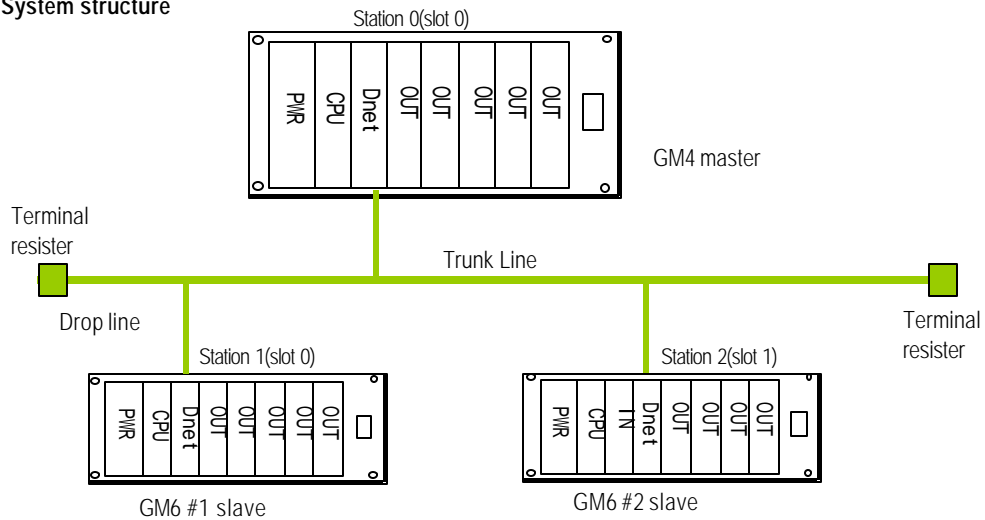 System structure
Station 0(slot 0)
PWR
CPU
Dnet
OUT
OUT
OUT
OUT
OUT
GM4 master
Terminal
resister
Trunk Line
Drop line
Terminal
resister
Station 1(slot 0)
PWR
CPU
Dnet
OUT
OUT
OUT
OUT
OUT
GM6 #1 slave
Station 2(slot 1)
PWR
CPU
IN
Dnet
OUT
OUT
OUT
OUT
GM6 #2 slave